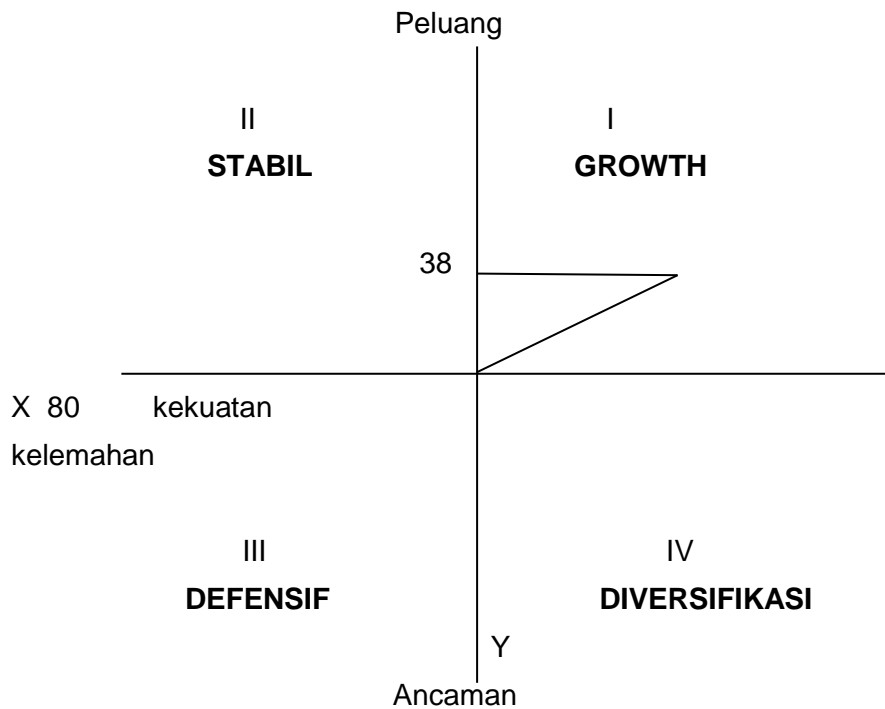 Peluang
II I
STABIL GROWTH
38
X 80 kekuatan
kelemahan
III IV
DEFENSIF DIVERSIFIKASI
Y
Ancaman